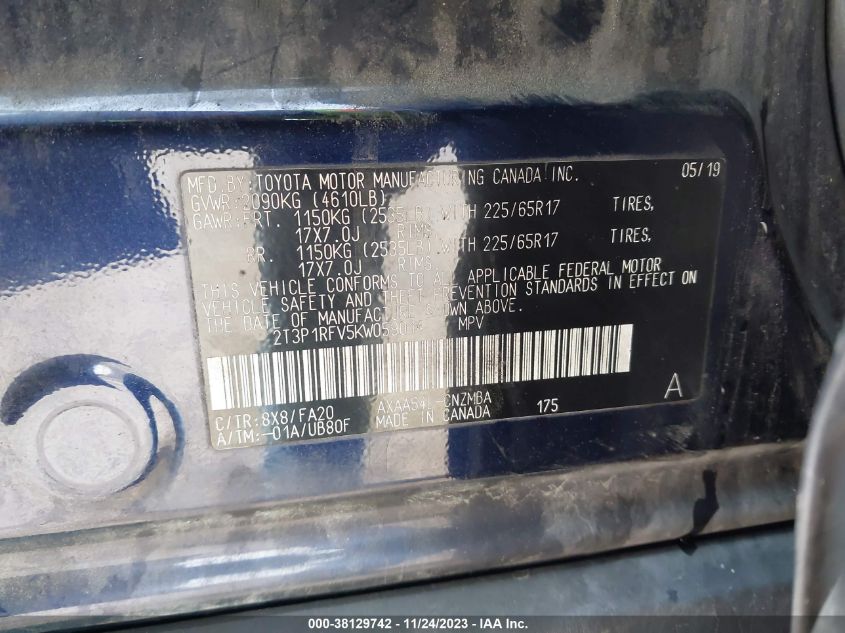 MFD. BY: TOYOTA MOTOR MANUFACTURING CANADA INC. 05/19
GVWR: 2090KG (4610LB)
GAWR: FRT. 1150KG (2535LB) WITH 225/65R17 TIRES,
17X7.0J RIMS,
RR. 1150KG (2535LB) WITH 225/65R17 TIRES,
17X7.0J RIMS,
THIS VEHICLE CONFORMS TO ALL APPLICABLE FEDERAL MOTOR
VEHICLE SAFETY AND THEFT PREVENTION STANDARDS IN EFFECT ON
THE DATE OF MANUFACTURE SHOWN ABOVE.
MPV
A
C/TR: 8X8/FA20 175
A/TM: -01A/UB80F MADE IN CANADA
000-38129742 - 11/24/2023 - IAA Inc.